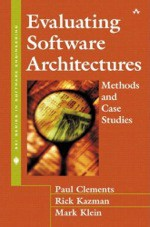 Evaluating
Software
Architectures
Methods and
Case Studies
Paul Clements
Rick Kazman
Mark Klein